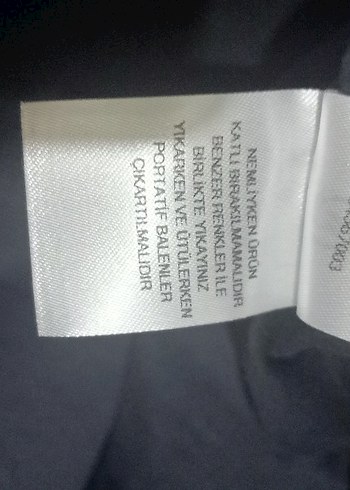 NEMLİYKEN ÜRÜN
KATLI BIRAKILMAMALIDIR
BENZER RENKLER İLE
BİRLİKTE YIKAYINIZ
YIKARKEN VE ÜTÜLERKEN
PORTATİF BALENLER
ÇIKARTILMALIDIR